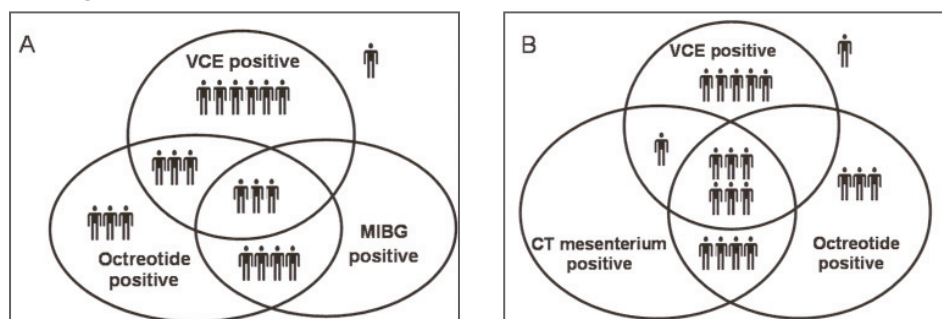 A
VCE positive
Octreotide
positive
MIBG
positive
B
VCE positive
CT mesenterium
positive
Octreotide
positive